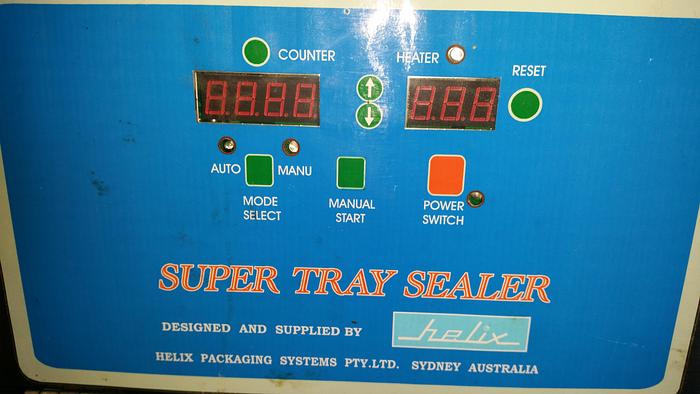 COUNTER
HEATER
RESET
AUTO
MANU
MODE
SELECT
MANUAL
START
POWER
SWITCH
SUPER TRAY SEALER
DESIGNED AND SUPPLIED BY
helix
HELIX PACKAGING SYSTEMS PTY.LTD. SYDNEY AUSTRALIA